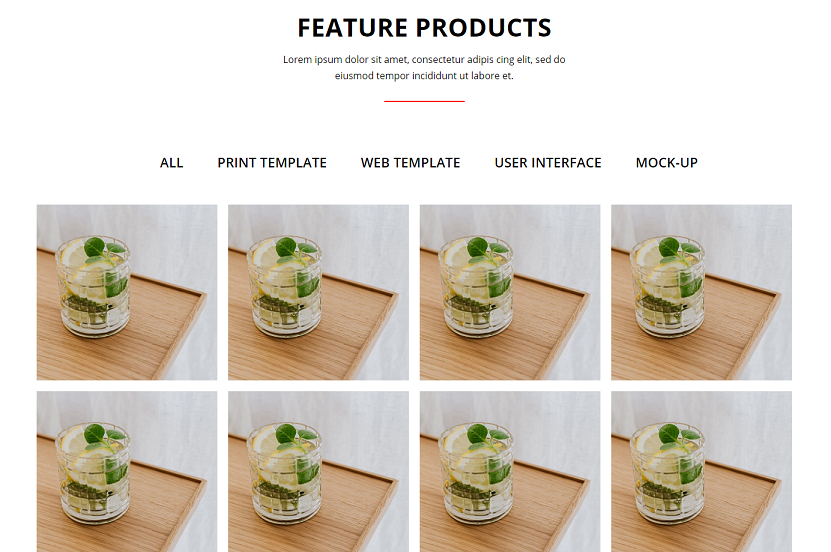 FEATURE PRODUCTS
Lorem ipsum dolor sit amet, consectetur adipis cing elit, sed do
eiusmod tempor incididunt ut labore et.
ALL PRINT TEMPLATE WEB TEMPLATE USER INTERFACE MOCK-UP